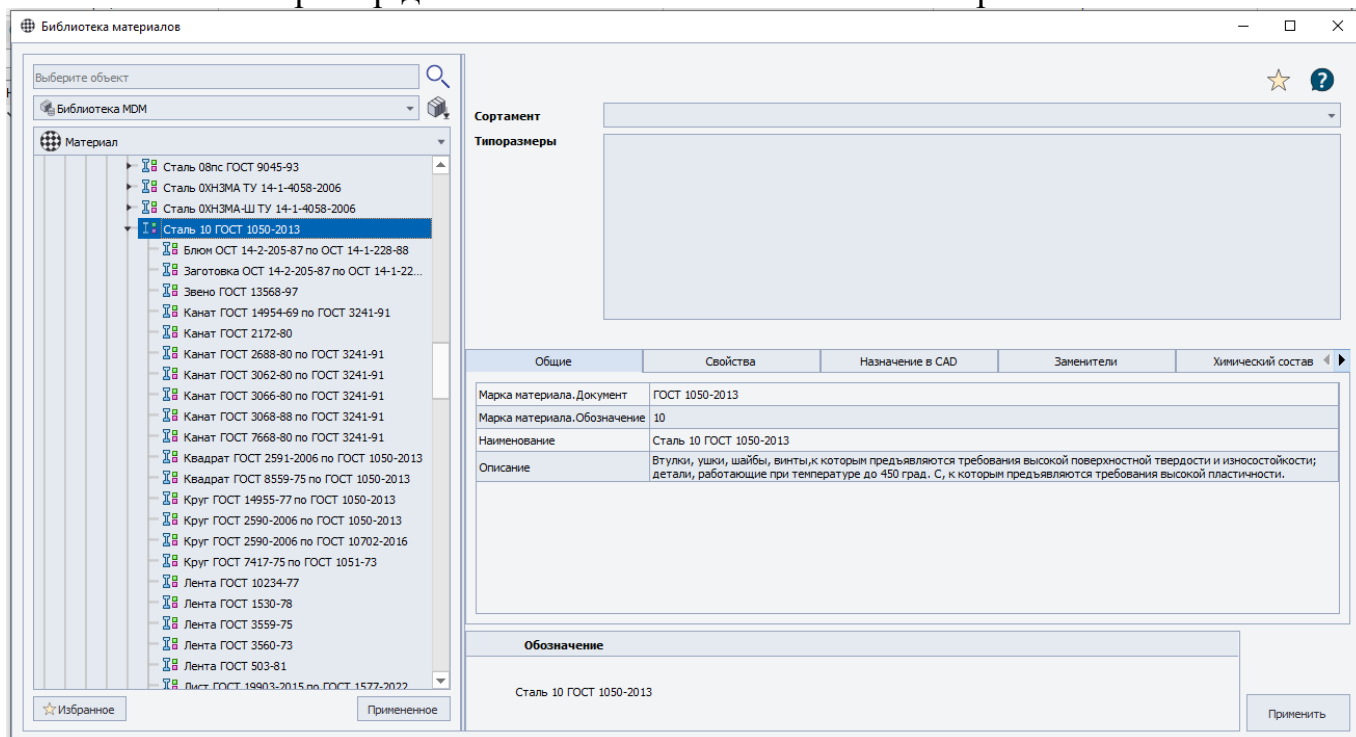 Библиотека материалов
Выберите объект
Библиотека MDM
Материал
Сталь 08пс ГОСТ 9045-93
Сталь 0ХН3МА ТУ 14-1-4058-2006
Сталь 0ХН3МА-Ш ТУ 14-1-4058-2006
Сталь 10 ГОСТ 1050-2013
Блюм ОСТ 14-2-205-87 по ОСТ 14-1-228-88
Заготовка ОСТ 14-2-205-87 по ОСТ 14-1-22...
Звено ГОСТ 13568-97
Канат ГОСТ 14954-69 по ГОСТ 3241-91
Канат ГОСТ 2172-80
Канат ГОСТ 2688-80 по ГОСТ 3241-91
Канат ГОСТ 3062-80 по ГОСТ 3241-91
Канат ГОСТ 3066-80 по ГОСТ 3241-91
Канат ГОСТ 3068-88 по ГОСТ 3241-91
Канат ГОСТ 7668-80 по ГОСТ 3241-91
Квадрат ГОСТ 2591-2006 по ГОСТ 1050-2013
Квадрат ГОСТ 8559-75 по ГОСТ 1050-2013
Круг ГОСТ 14955-77 по ГОСТ 1050-2013
Круг ГОСТ 2590-2006 по ГОСТ 1050-2013
Круг ГОСТ 2590-2006 по ГОСТ 10702-2016
Круг ГОСТ 7417-75 по ГОСТ 1051-73
Лента ГОСТ 10234-77
Лента ГОСТ 1530-78
Лента ГОСТ 3559-75
Лента ГОСТ 3560-73
Лента ГОСТ 503-81
Лист ГОСТ 19903-2015 по ГОСТ 1577-2022
Избранное
Примененное
Сортамент
Типоразмеры
Общие
Свойства
Назначение в CAD
Заменители
Химический состав
Марка материала.Документ ГОСТ 1050-2013
Марка материала.Обозначение 10
Наименование Сталь 10 ГОСТ 1050-2013
Описание
Втулки, ушки, шайбы, винты,к которым предъявляются требования высокой поверхностной твердости и износостойкости;
детали, работающие при температуре до 450 град. С, к которым предъявляются требования высокой пластичности.
Обозначение
Сталь 10 ГОСТ 1050-2013
Применить